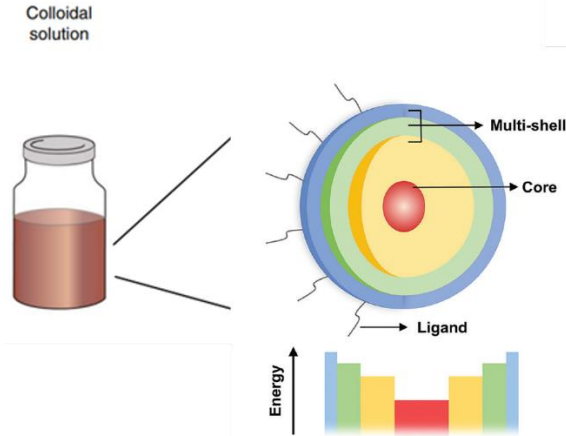 Colloidal
solution
Multi-shell
Core
Ligand
Energy